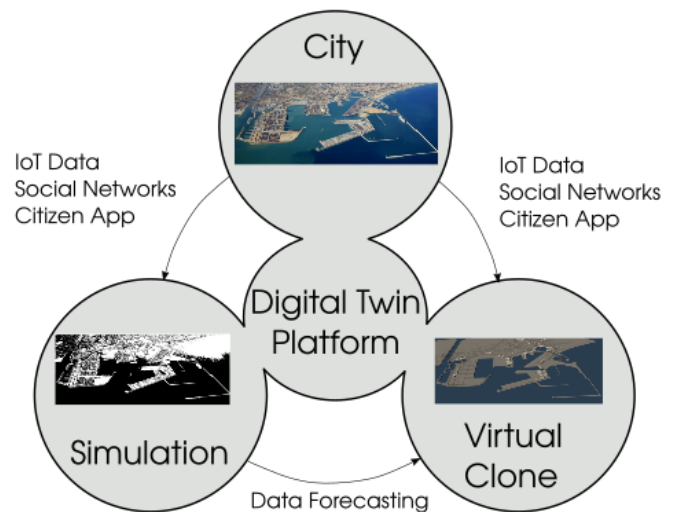 City
IoT Data
Social Networks
Citizen App
IoT Data
Social Networks
Citizen App
Digital Twin
Platform
Simulation
Virtual
Clone
Data Forecasting